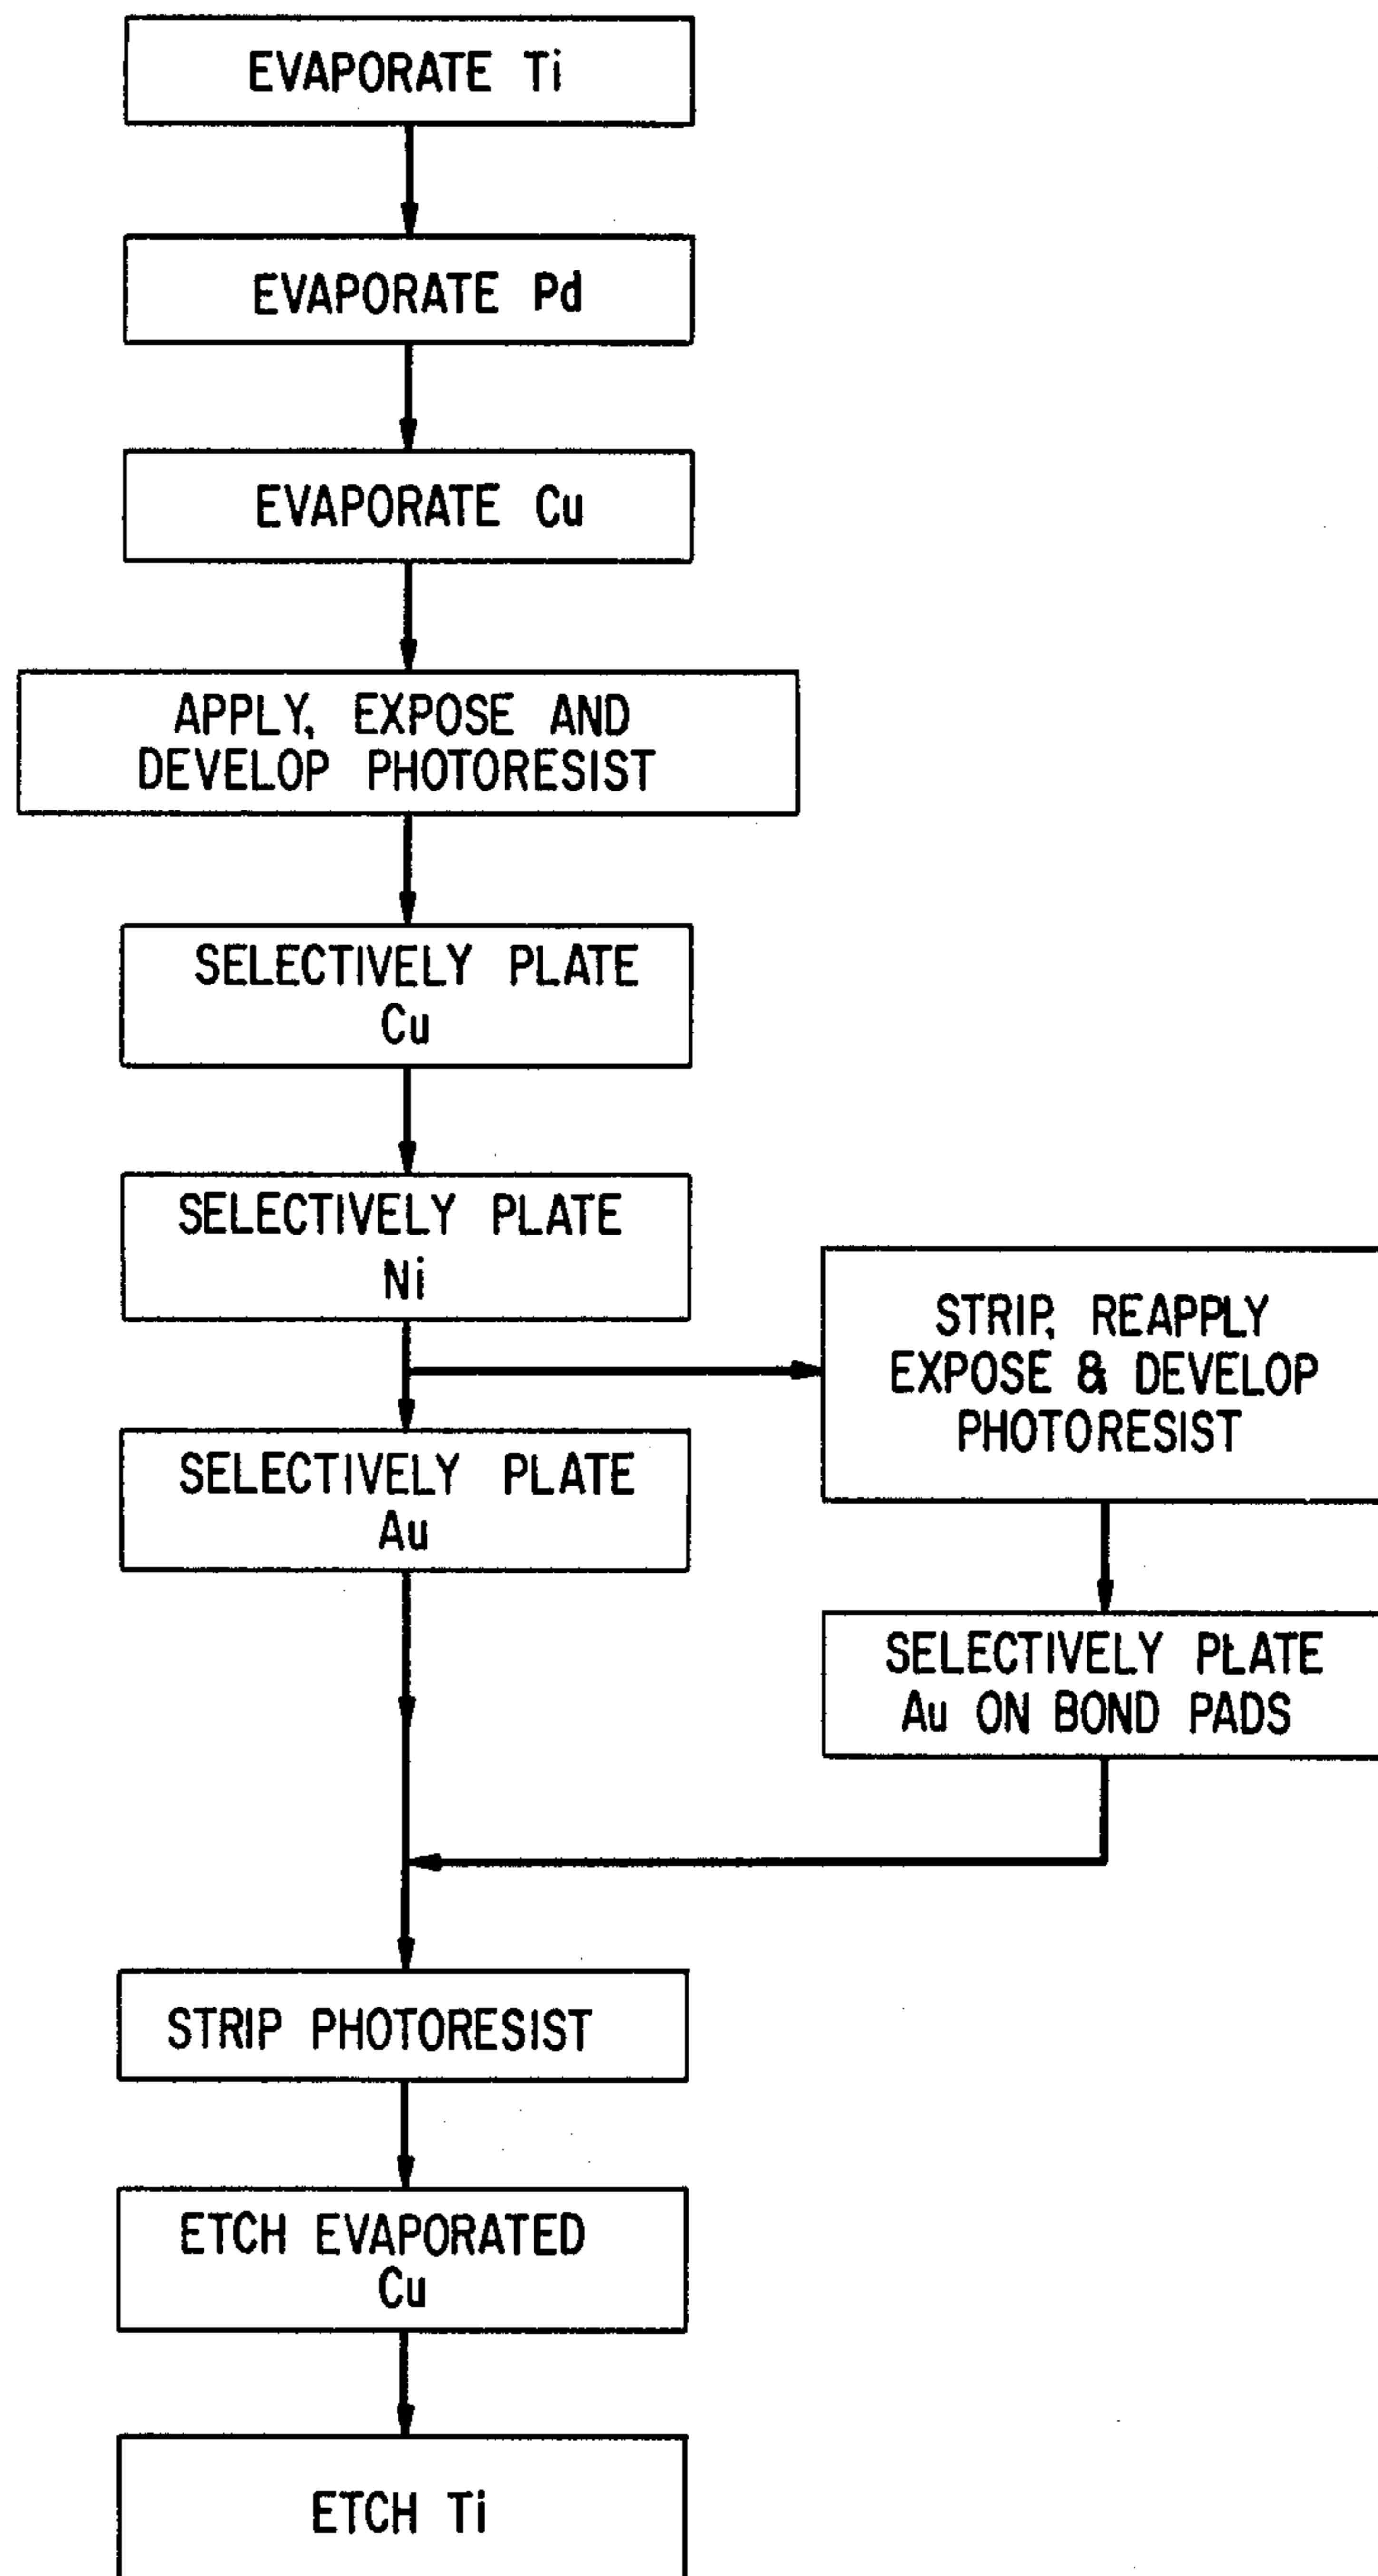 EVAPORATE Ti
EVAPORATE Pd
EVAPORATE Cu
APPLY, EXPOSE AND
DEVELOP PHOTORESIST
SELECTIVELY PLATE
Cu
SELECTIVELY PLATE
Ni
STRIP, REAPPLY
EXPOSE & DEVELOP
PHOTORESIST
SELECTIVELY PLATE
Au
SELECTIVELY PLATE
Au ON BOND PADS
STRIP PHOTORESIST
ETCH EVAPORATED
Cu
ETCH Ti